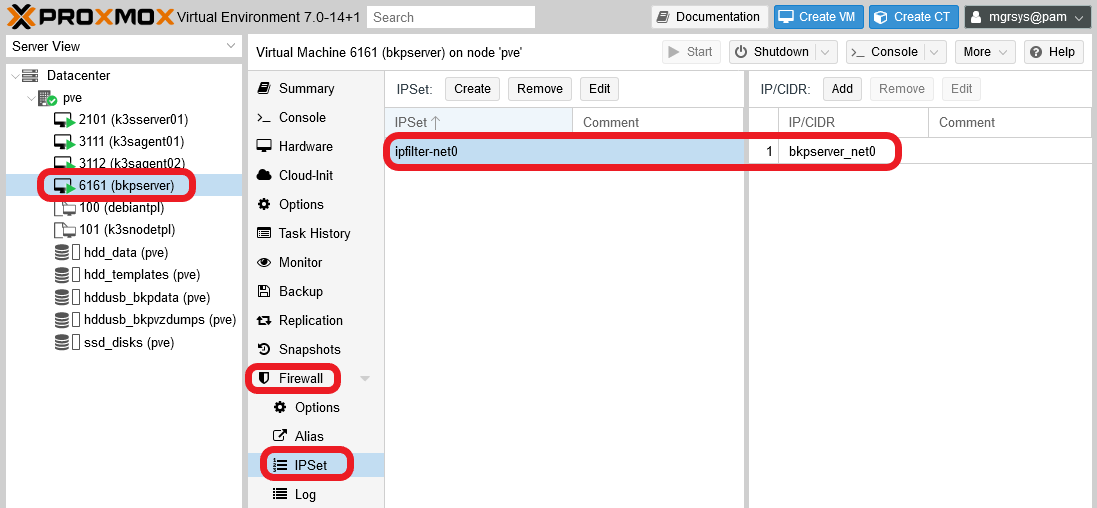 PROXMOX Virtual Environment 7.0-14+1 Search Documentation Create VM Create CT mgrsys@pam
Server View
Datacenter
pve
2101 (k3sserver01)
3111 (k3sagent01)
3112 (k3sagent02)
6161 (bkpserver)
100 (debiantpl)
101 (k3snodetpl)
hdd_data (pve)
hdd_templates (pve)
hddusb_bkpdata (pve)
hddusb_bkpvzdumps (pve)
ssd_disks (pve)
Virtual Machine 6161 (bkpserver) on node 'pve' Start Shutdown Console More Help
Summary
Console
Hardware
Cloud-Init
Options
Task History
Monitor
Backup
Replication
Snapshots
Firewall
Options
Alias
IPSet
Log
IPSet: Create Remove Edit
IPSet Comment
ipfilter-net0
IP/CIDR: Add Remove Edit
IP/CIDR Comment
1 bkpserver_net0